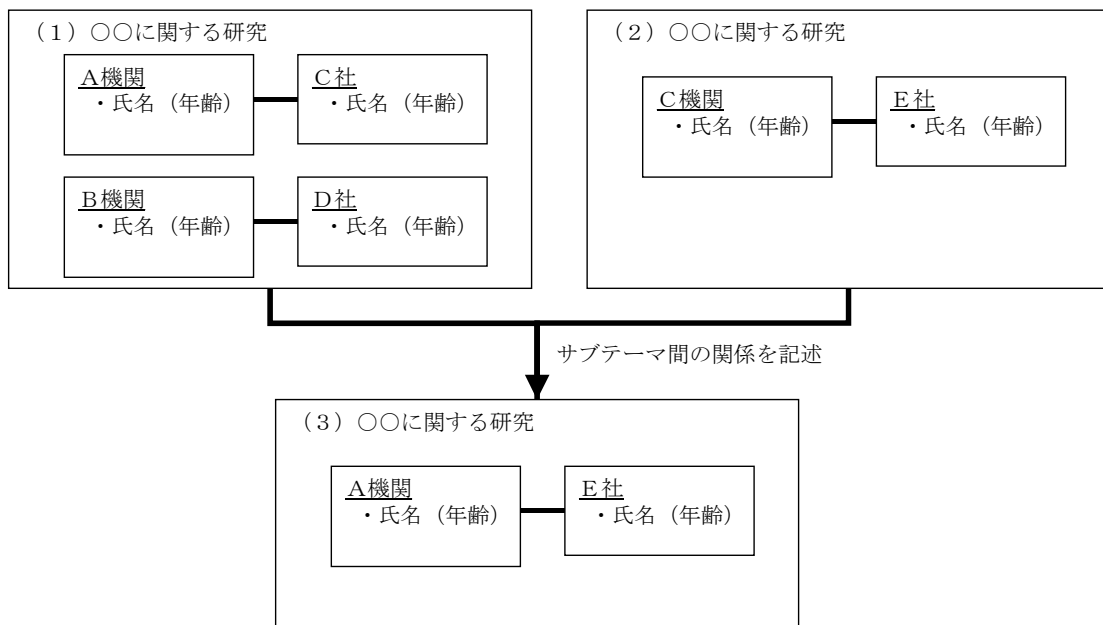 （１）○○に関する研究
Ａ機関
・氏名（年齢）
Ｃ社
・氏名（年齢）
Ｂ機関
・氏名（年齢）
Ｄ社
・氏名（年齢）
（２）○○に関する研究
Ｃ機関
・氏名（年齢）
Ｅ社
・氏名（年齢）
サブテーマ間の関係を記述
（３）○○に関する研究
Ａ機関
・氏名（年齢）
Ｅ社
・氏名（年齢）